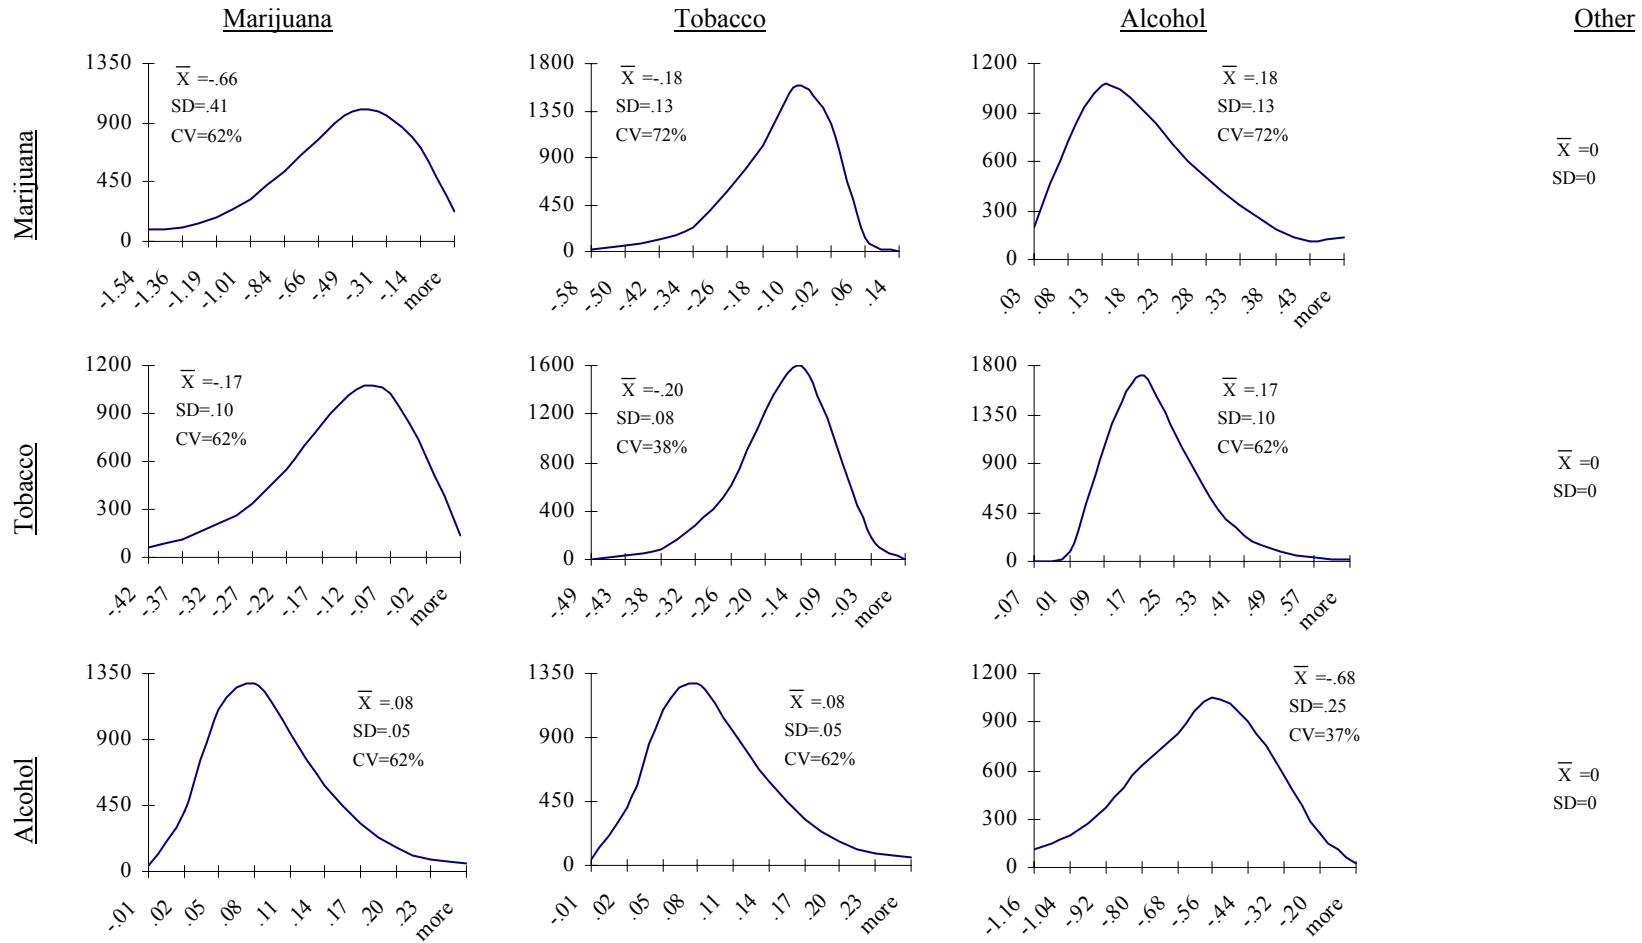 Marijuana Tobacco Alcohol Other
Marijuana
1350
900
450
0
X̅ =-.66
SD=.41
CV=62%
-1.54 -1.36 -1.19 -1.01 -.84 -.66 -.49 -.31 -.14 more
1800
1350
900
450
0
X̅ =-.18
SD=.13
CV=72%
-.58 -.50 -.42 -.34 -.26 -.18 -.10 -.02 .06 .14
1200
900
600
300
0
X̅ =.18
SD=.13
CV=72%
.03 .08 .13 .18 .23 .28 .33 .38 .43 more
X̅ =0
SD=0
Tobacco
1200
900
600
300
0
X̅ =-.17
SD=.10
CV=62%
-.42 -.37 -.32 -.27 -.22 -.17 -.12 -.07 -.02 more
1600
1200
800
400
0
X̅ =-.20
SD=.08
CV=38%
-.49 -.43 -.38 -.32 -.26 -.20 -.14 -.09 -.03 more
1800
1350
900
450
0
X̅ =.17
SD=.10
CV=62%
-.07 .01 .09 .17 .25 .33 .41 .49 .57 more
X̅ =0
SD=0
Alcohol
1350
900
450
0
X̅ =.08
SD=.05
CV=62%
-.01 .02 .05 .08 .11 .14 .17 .20 .23 more
1350
900
450
0
X̅ =.08
SD=.05
CV=62%
-.01 .02 .05 .08 .11 .14 .17 .20 .23 more
1200
900
600
300
0
X̅ =-.68
SD=.25
CV=37%
-1.16 -1.04 -.92 -.80 -.68 -.56 -.44 -.32 -.20 more
X̅ =0
SD=0